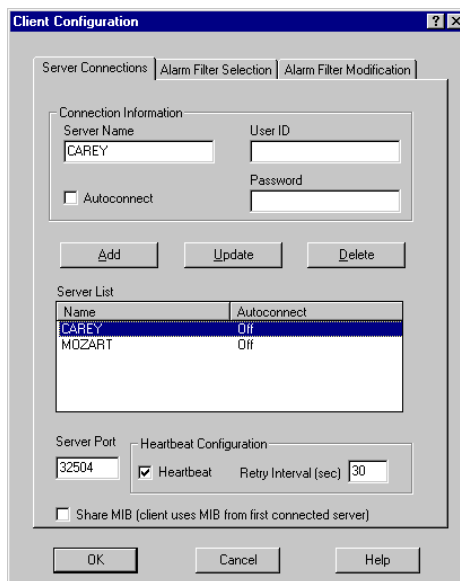 Client Configuration
Server Connections Alarm Filter Selection Alarm Filter Modification
Connection Information
Server Name User ID
CAREY
Password
Autoconnect
Add Update Delete
Server List
Name Autoconnect
CAREY Off
MOZART Off
Server Port Heartbeat Configuration
32504 Heartbeat Retry Interval (sec) 30
Share MIB (client uses MIB from first connected server)
OK Cancel Help